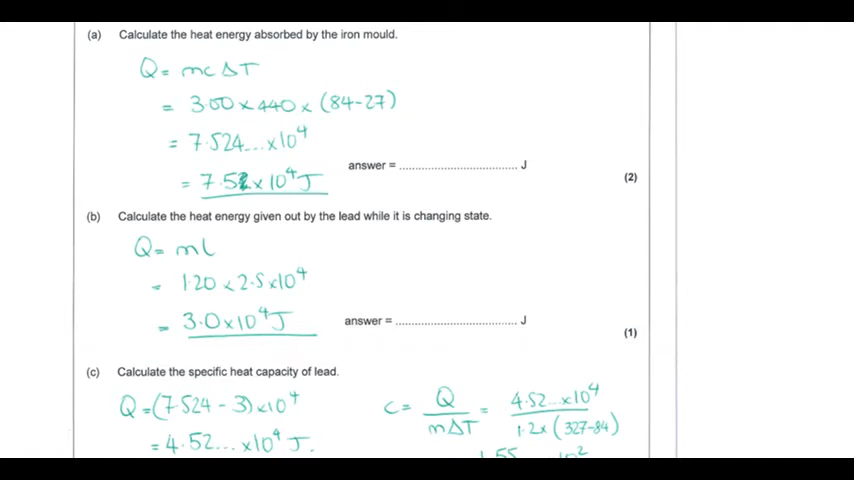 (a) Calculate the heat energy absorbed by the iron mould.
Q = mcΔT
= 3.00 × 440 × (84-27)
= 7.524... ×10⁴
answer = .................................... J
= 7.52 ×10⁴ J
(2)
(b) Calculate the heat energy given out by the lead while it is changing state.
Q = ml
= 1.20 × 2.5 ×10⁴
= 3.0 ×10⁴ J
answer = .................................... J
(1)
(c) Calculate the specific heat capacity of lead.
Q = (7.524 - 3) ×10⁴
= 4.52... ×10⁴ J.
c = Q / mΔT = 4.52... ×10⁴ / 1.2 × (327-84)